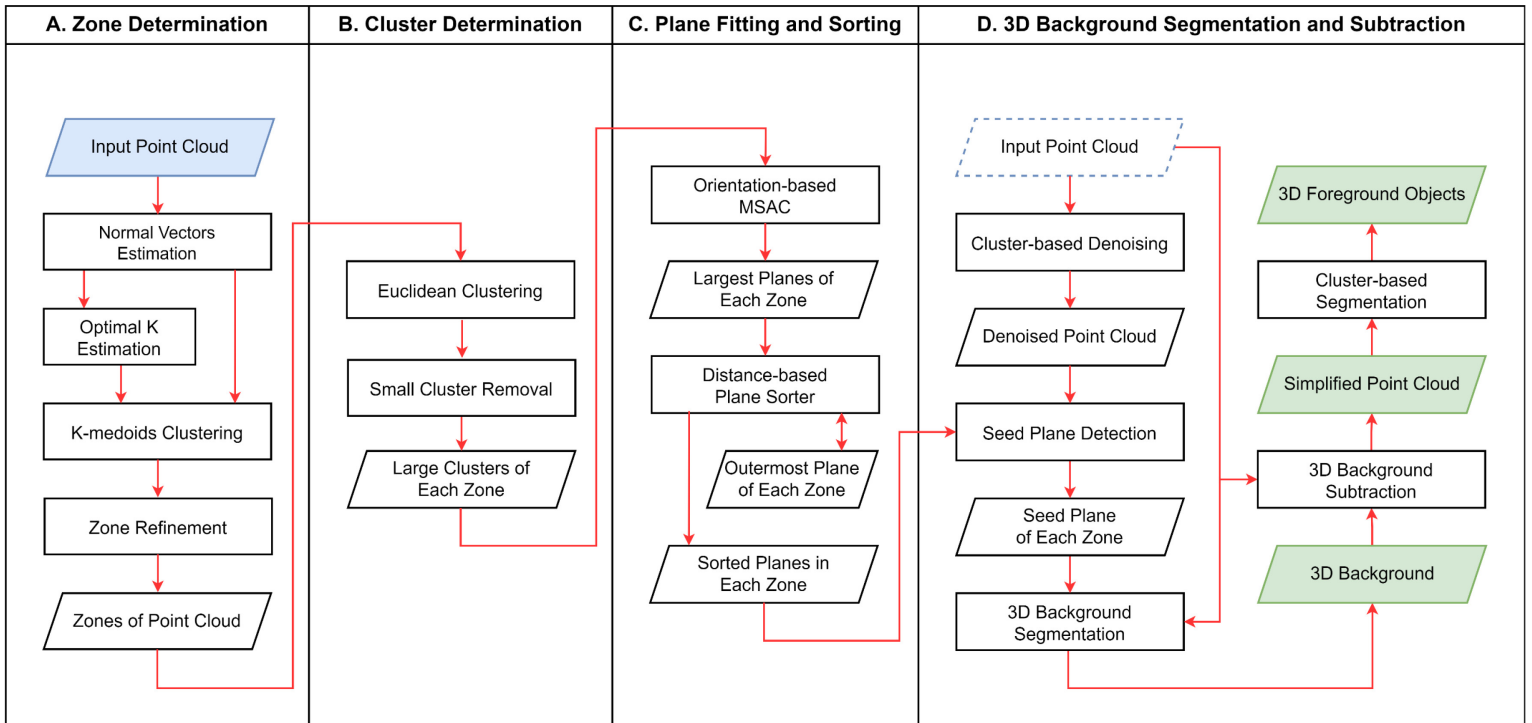 A. Zone Determination
Input Point Cloud
Normal Vectors
Estimation
Optimal K
Estimation
K-medoids Clustering
Zone Refinement
Zones of Point Cloud
B. Cluster Determination
Euclidean Clustering
Small Cluster Removal
Large Clusters of
Each Zone
C. Plane Fitting and Sorting
Orientation-based
MSAC
Largest Planes of
Each Zone
Distance-based
Plane Sorter
Outermost Plane
of Each Zone
Sorted Planes in
Each Zone
D. 3D Background Segmentation and Subtraction
Input Point Cloud
Cluster-based Denoising
Denoised Point Cloud
Seed Plane Detection
Seed Plane
of Each Zone
3D Background
Segmentation
3D Foreground Objects
Cluster-based
Segmentation
Simplified Point Cloud
3D Background
Subtraction
3D Background